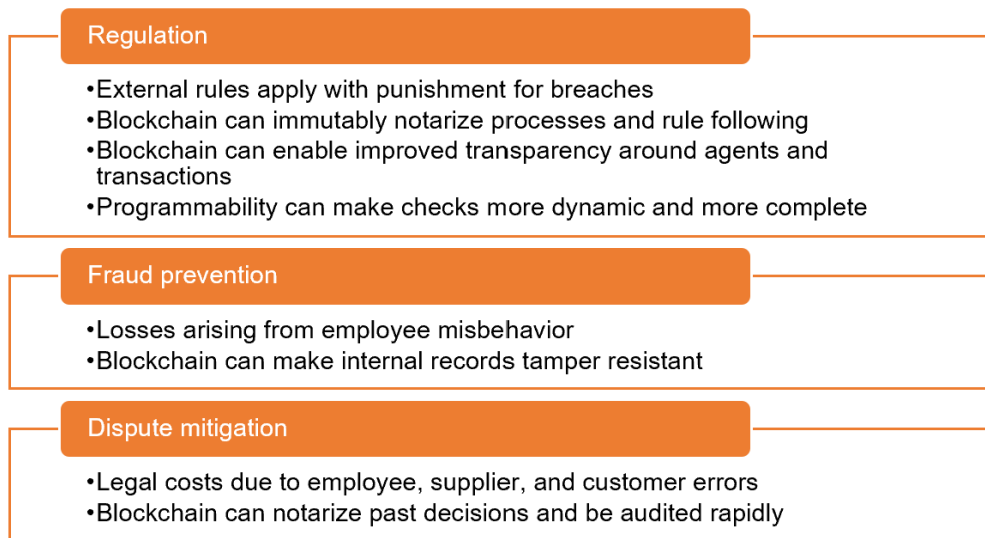 Regulation
•External rules apply with punishment for breaches
•Blockchain can immutably notarize processes and rule following
•Blockchain can enable improved transparency around agents and
transactions
•Programmability can make checks more dynamic and more complete
Fraud prevention
•Losses arising from employee misbehavior
•Blockchain can make internal records tamper resistant
Dispute mitigation
•Legal costs due to employee, supplier, and customer errors
•Blockchain can notarize past decisions and be audited rapidly